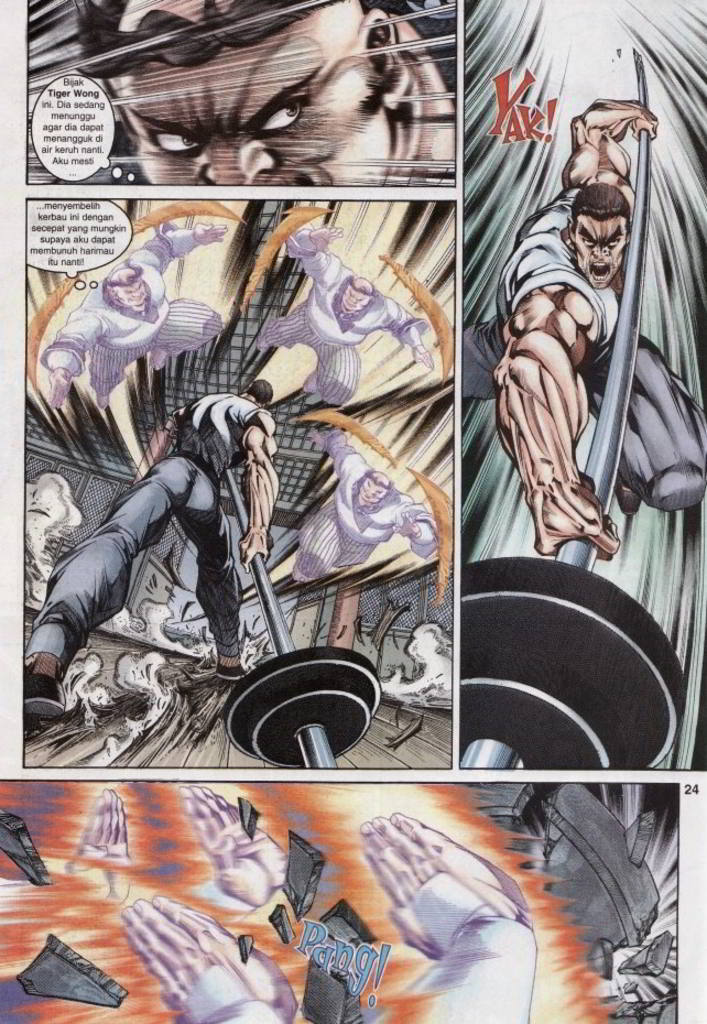 Bijak
Tiger Wong
ini. Dia sedang
menunggu
agar dia dapat
menangguk di
air keruh nanti.
Aku mesti
...
YAK!
...menyembelih
kerbau ini dengan
secepat yang mungkin
supaya aku dapat
membunuh harimau
itu nanti!
24
Pang!